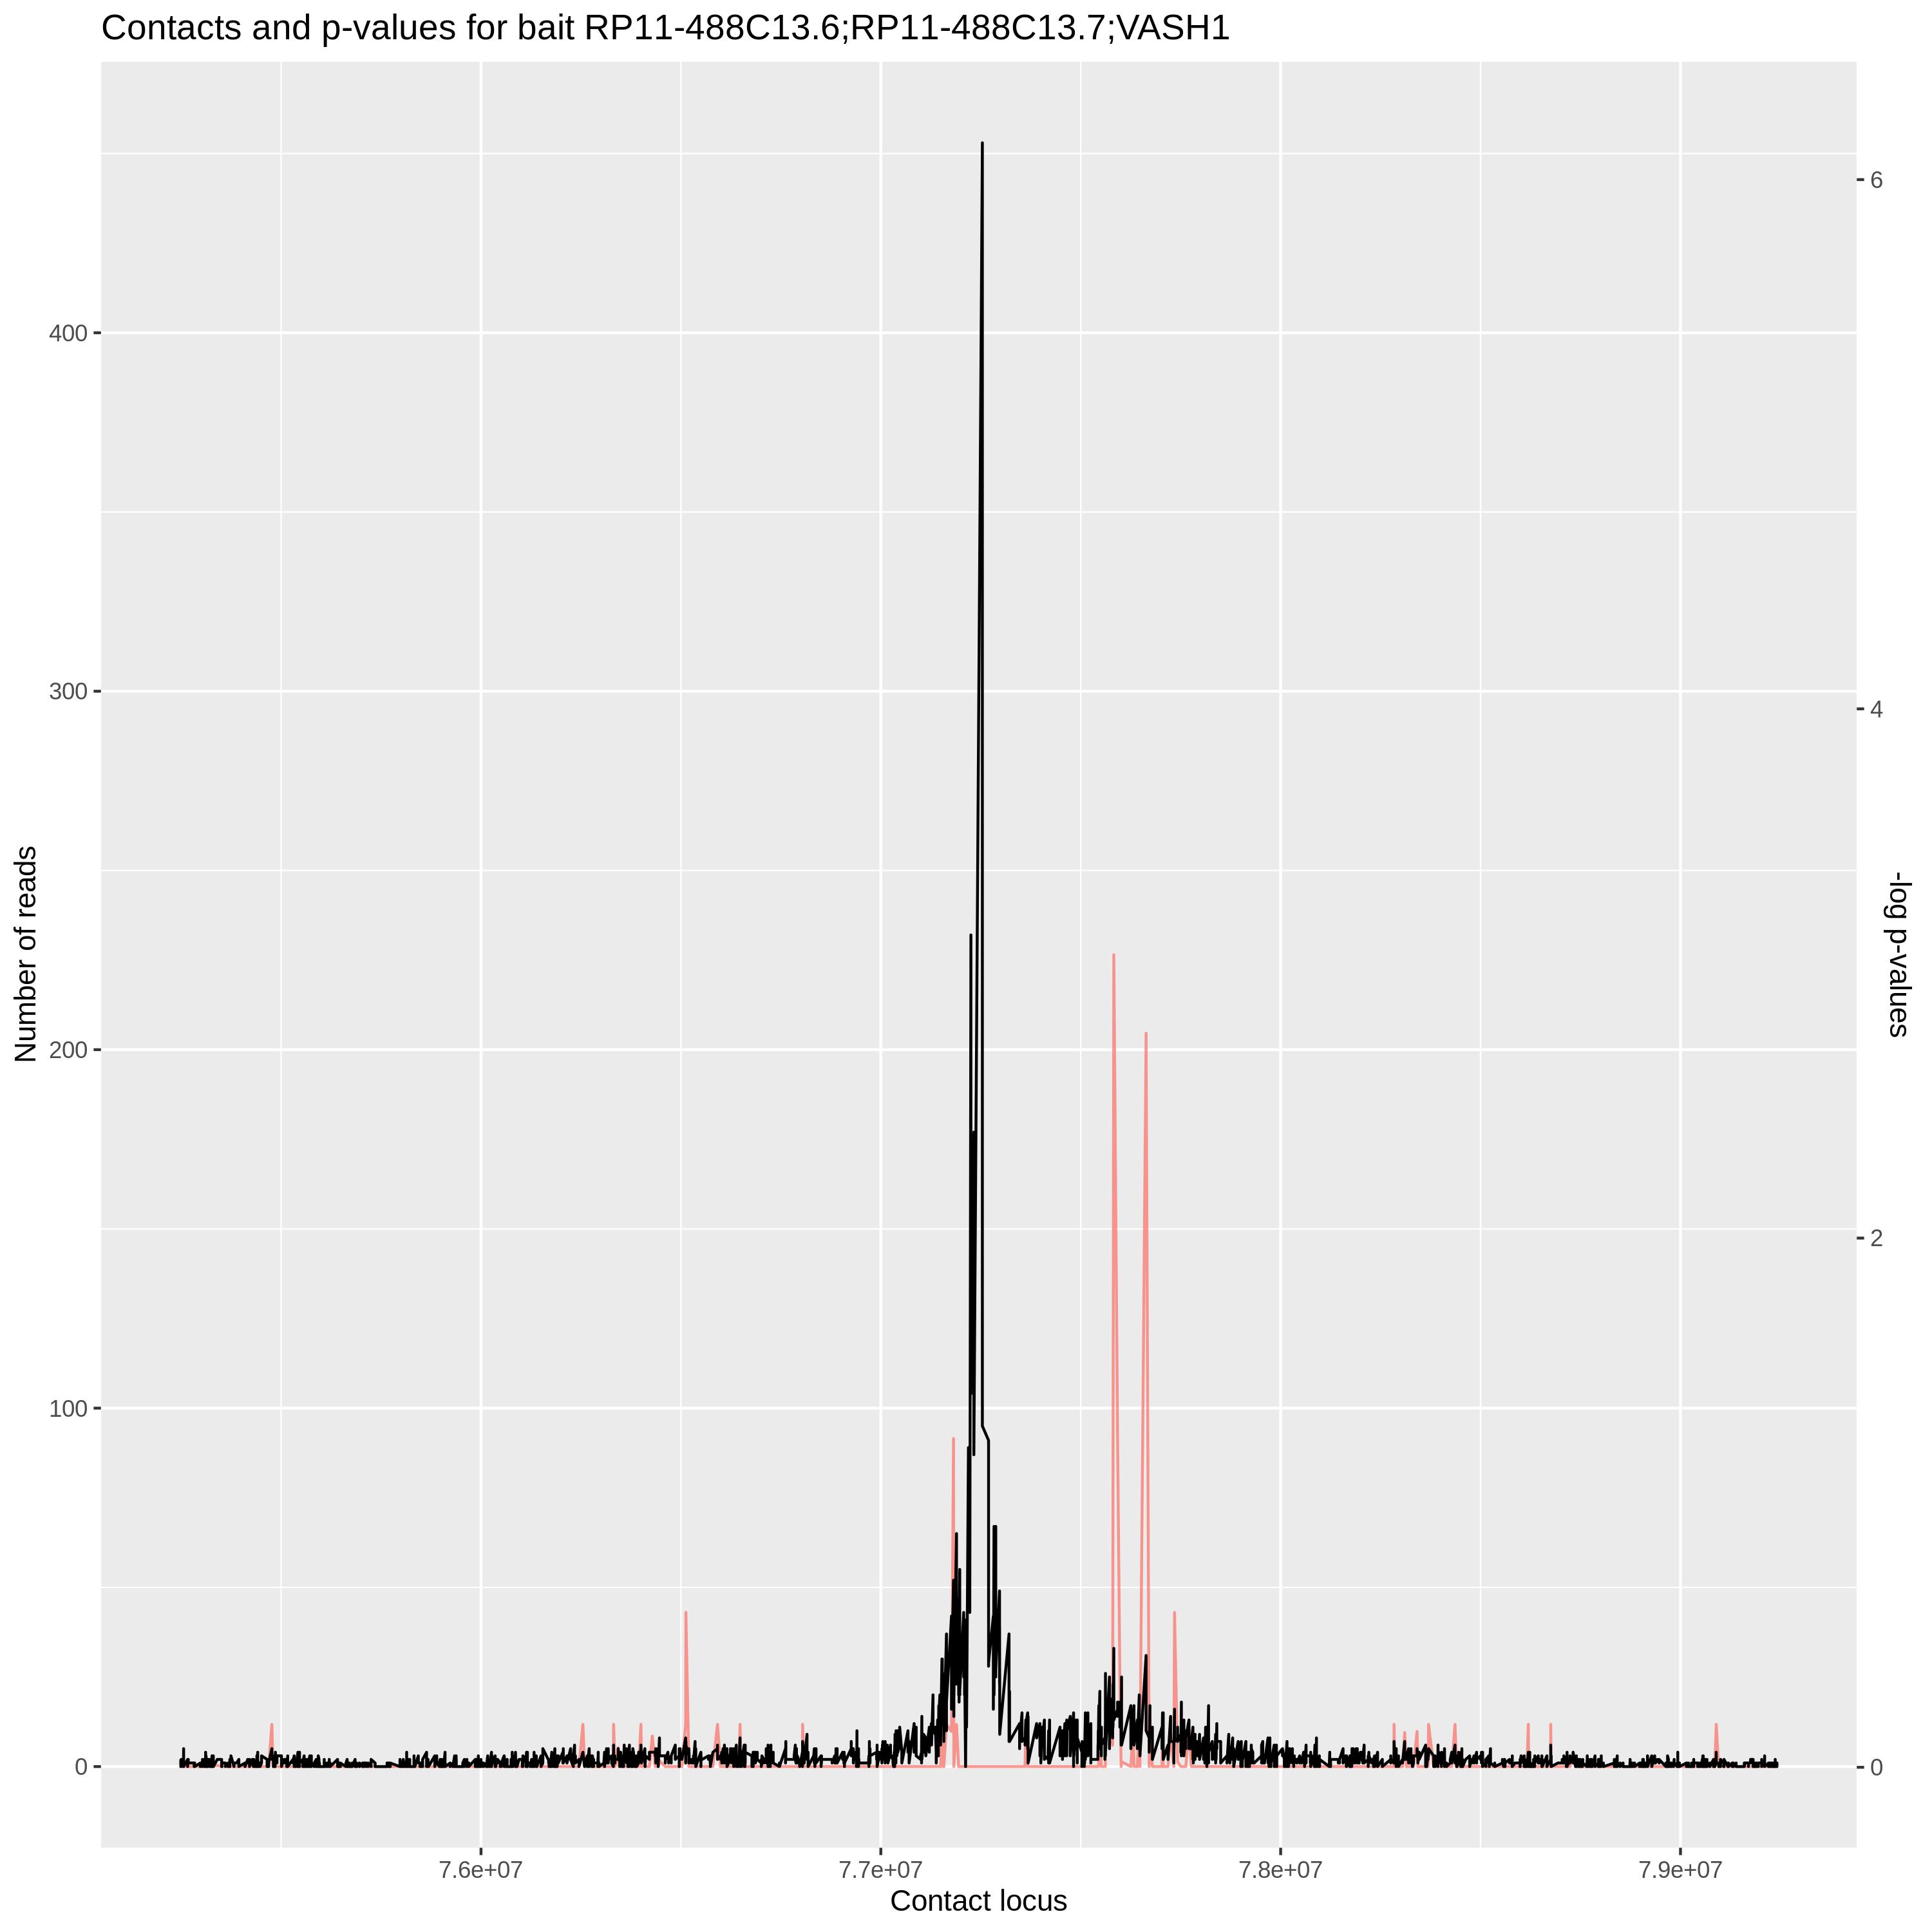 Contacts and p-values for bait RP11-488C13.6;RP11-488C13.7;VASH1
Number of reads
400
300
200
100
0
6
4
2
0
-log p-values
7.6e+07 7.7e+07 7.8e+07 7.9e+07
Contact locus